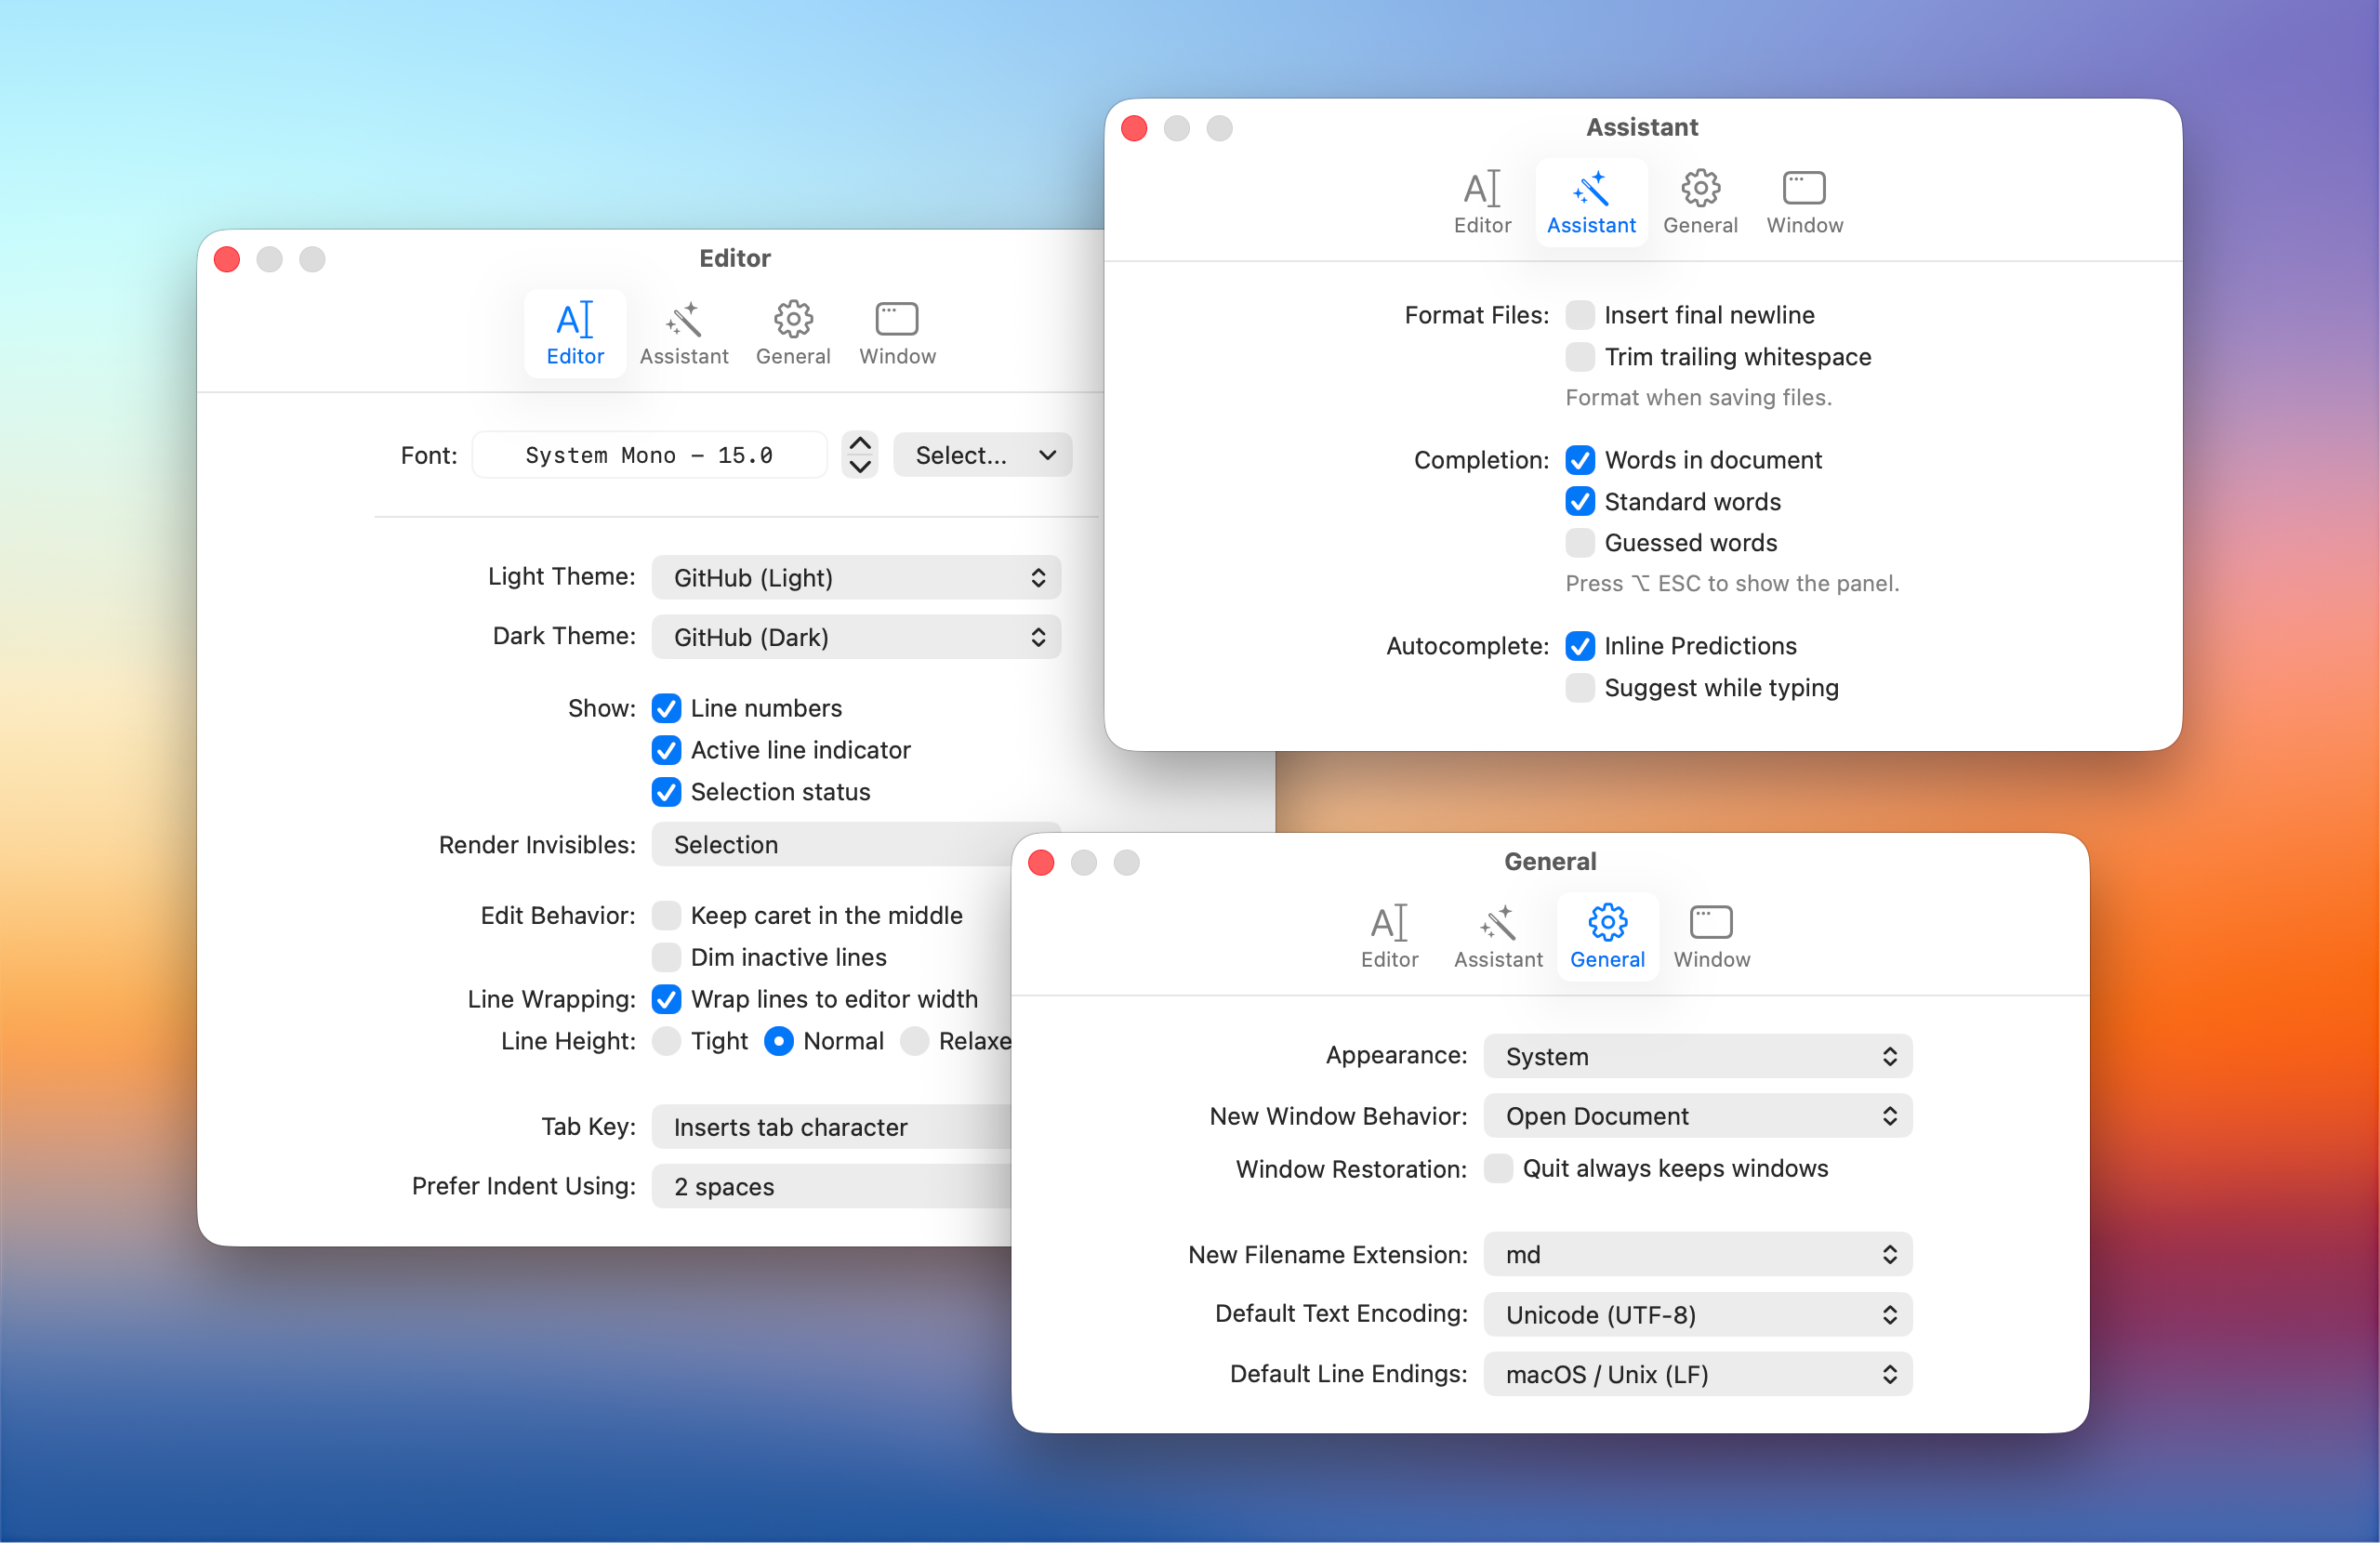 Editor
Editor Assistant General Window
Font: System Mono – 15.0 Select...
Light Theme: GitHub (Light)
Dark Theme: GitHub (Dark)
Show: Line numbers
Active line indicator
Selection status
Render Invisibles: Selection
Edit Behavior: Keep caret in the middle
Dim inactive lines
Line Wrapping: Wrap lines to editor width
Line Height: Tight Normal Relaxe
Tab Key: Inserts tab character
Prefer Indent Using: 2 spaces
Assistant
Editor Assistant General Window
Format Files: Insert final newline
Trim trailing whitespace
Format when saving files.
Completion: Words in document
Standard words
Guessed words
Press ⌥ ESC to show the panel.
Autocomplete: Inline Predictions
Suggest while typing
General
Editor Assistant General Window
Appearance: System
New Window Behavior: Open Document
Window Restoration: Quit always keeps windows
New Filename Extension: md
Default Text Encoding: Unicode (UTF-8)
Default Line Endings: macOS / Unix (LF)